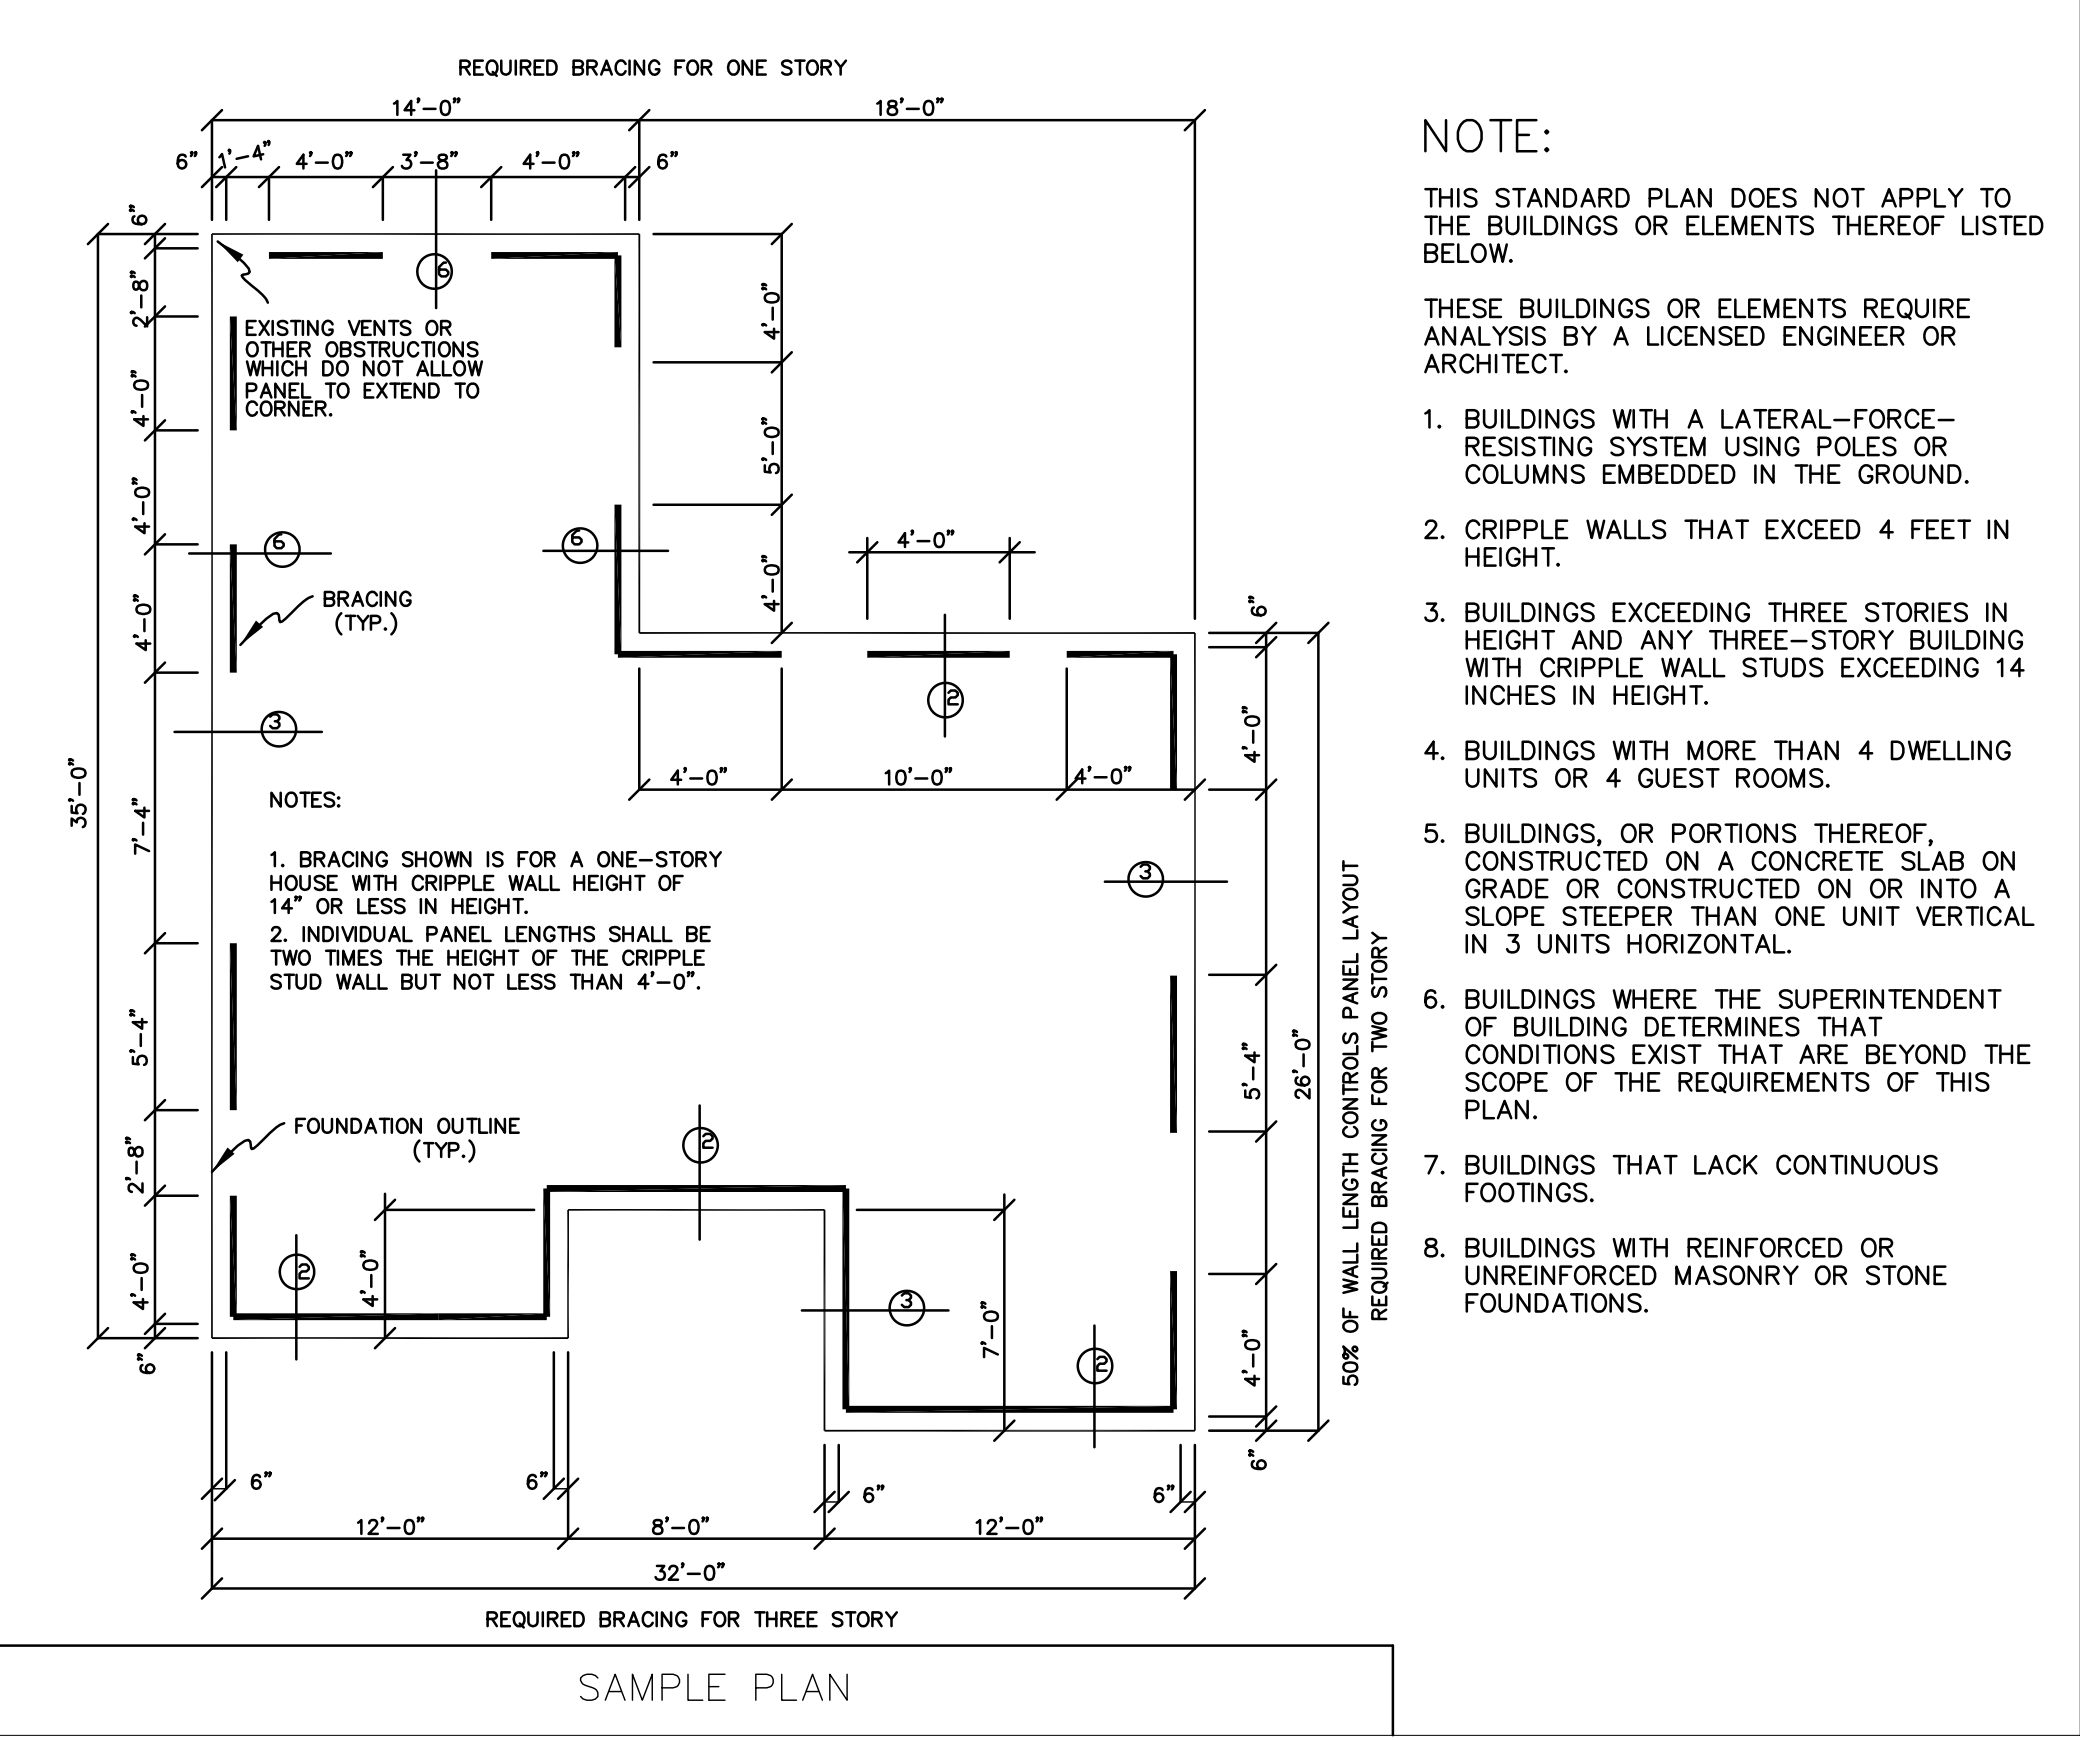 REQUIRED BRACING FOR ONE STORY
14'-0" 18'-0"
6" 1'-4" 4'-0" 3'-8" 4'-0" 6"
6"
2'-8"
4'-0"
4'-0"
4'-0"
7'-4"
5'-4"
2'-8"
4'-0"
6"
35'-0"
6
EXISTING VENTS OR
OTHER OBSTRUCTIONS
WHICH DO NOT ALLOW
PANEL TO EXTEND TO
CORNER.
4'-0"
5'-0"
4'-0"
6
6
4'-0"
BRACING
(TYP.)
2
3
4'-0" 10'-0" 4'-0"
NOTES:
1. BRACING SHOWN IS FOR A ONE-STORY
HOUSE WITH CRIPPLE WALL HEIGHT OF
14" OR LESS IN HEIGHT.
2. INDIVIDUAL PANEL LENGTHS SHALL BE
TWO TIMES THE HEIGHT OF THE CRIPPLE
STUD WALL BUT NOT LESS THAN 4'-0".
3
6"
4'-0"
5'-4"
4'-0"
6"
26'-0"
50% OF WALL LENGTH CONTROLS PANEL LAYOUT
REQUIRED BRACING FOR TWO STORY
FOUNDATION OUTLINE
(TYP.)
2
2
4'-0"
3
7'-0"
2
6" 6" 6" 6"
12'-0" 8'-0" 12'-0"
32'-0"
REQUIRED BRACING FOR THREE STORY
SAMPLE PLAN
NOTE:
THIS STANDARD PLAN DOES NOT APPLY TO
THE BUILDINGS OR ELEMENTS THEREOF LISTED
BELOW.
THESE BUILDINGS OR ELEMENTS REQUIRE
ANALYSIS BY A LICENSED ENGINEER OR
ARCHITECT.
1. BUILDINGS WITH A LATERAL-FORCE-
RESISTING SYSTEM USING POLES OR
COLUMNS EMBEDDED IN THE GROUND.
2. CRIPPLE WALLS THAT EXCEED 4 FEET IN
HEIGHT.
3. BUILDINGS EXCEEDING THREE STORIES IN
HEIGHT AND ANY THREE-STORY BUILDING
WITH CRIPPLE WALL STUDS EXCEEDING 14
INCHES IN HEIGHT.
4. BUILDINGS WITH MORE THAN 4 DWELLING
UNITS OR 4 GUEST ROOMS.
5. BUILDINGS, OR PORTIONS THEREOF,
CONSTRUCTED ON A CONCRETE SLAB ON
GRADE OR CONSTRUCTED ON OR INTO A
SLOPE STEEPER THAN ONE UNIT VERTICAL
IN 3 UNITS HORIZONTAL.
6. BUILDINGS WHERE THE SUPERINTENDENT
OF BUILDING DETERMINES THAT
CONDITIONS EXIST THAT ARE BEYOND THE
SCOPE OF THE REQUIREMENTS OF THIS
PLAN.
7. BUILDINGS THAT LACK CONTINUOUS
FOOTINGS.
8. BUILDINGS WITH REINFORCED OR
UNREINFORCED MASONRY OR STONE
FOUNDATIONS.